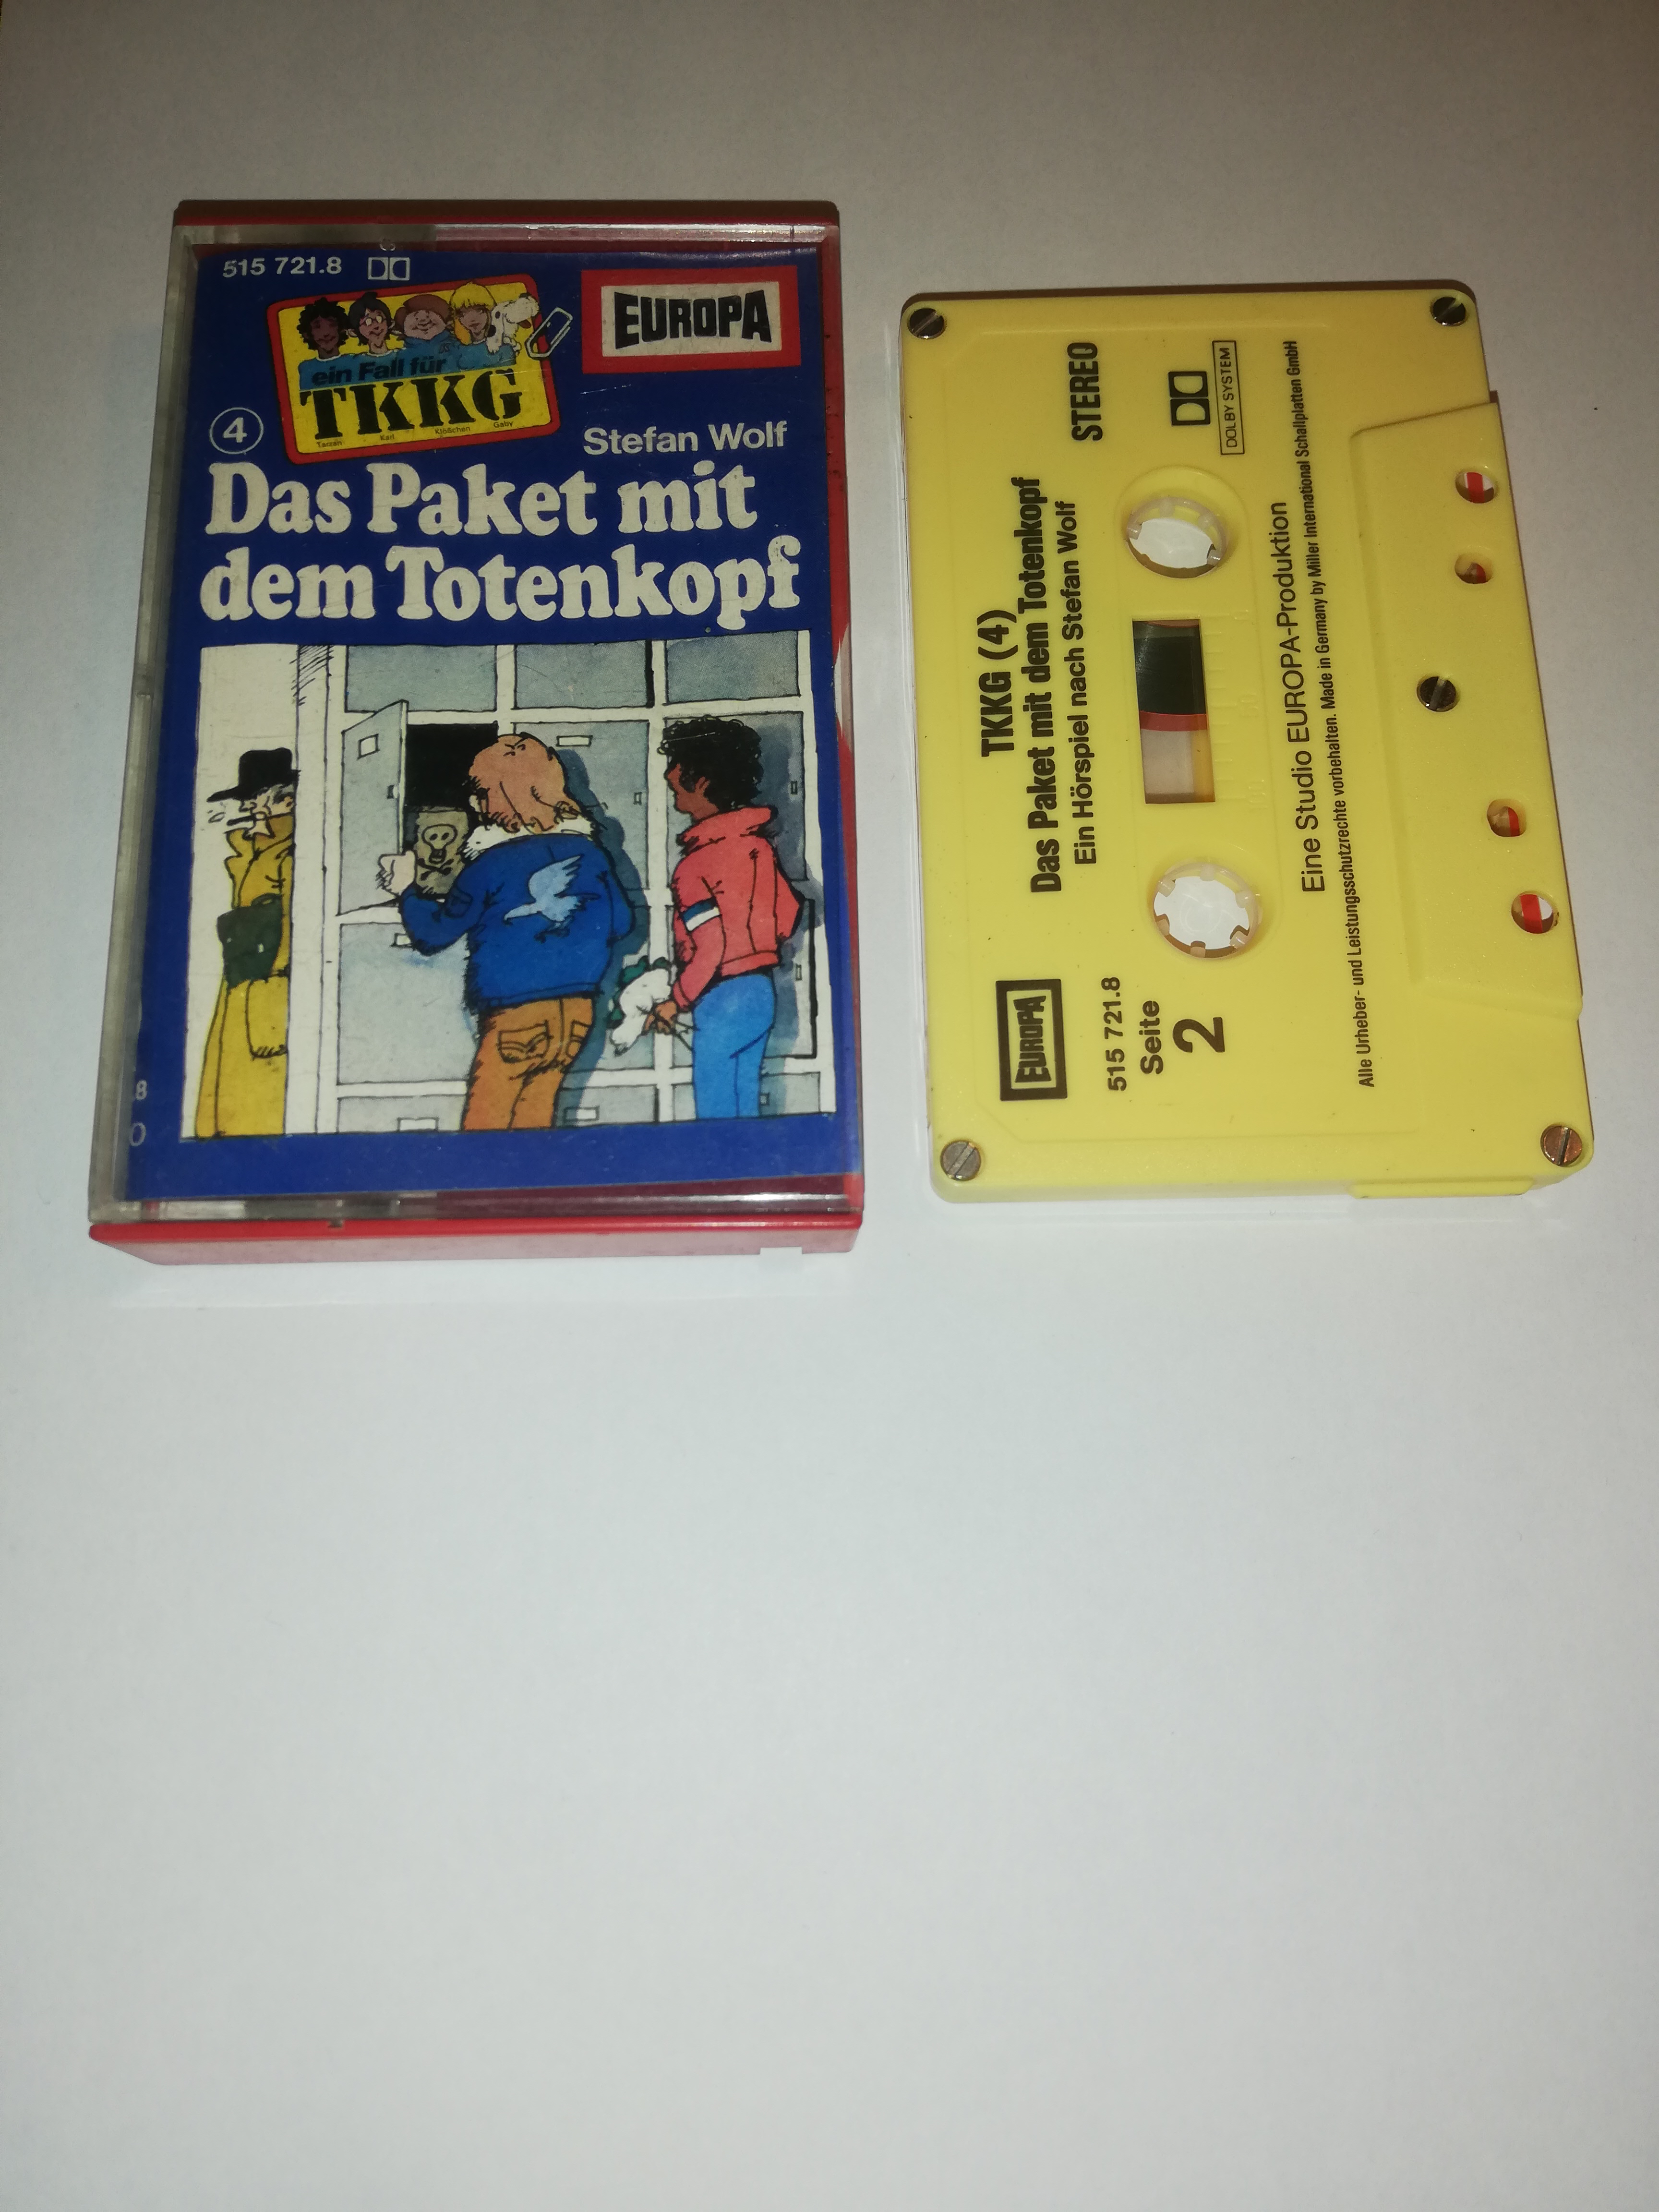 515 721.8
EUROPA
ein Fall für
TKKG
Tarzan Karl Klößchen Gaby
4
Stefan Wolf
Das Paket mit
dem Totenkopf
8
TKKG (4)
Das Paket mit dem Totenkopf
Ein Hörspiel nach Stefan Wolf
STEREO
EUROPA
515 721.8
Seite
2
DOLBY SYSTEM
Eine Studio EUROPA-Produktion
Alle Urheber- und Leistungsschutzrechte vorbehalten. Made in Germany by Miller International Schallplatten GmbH